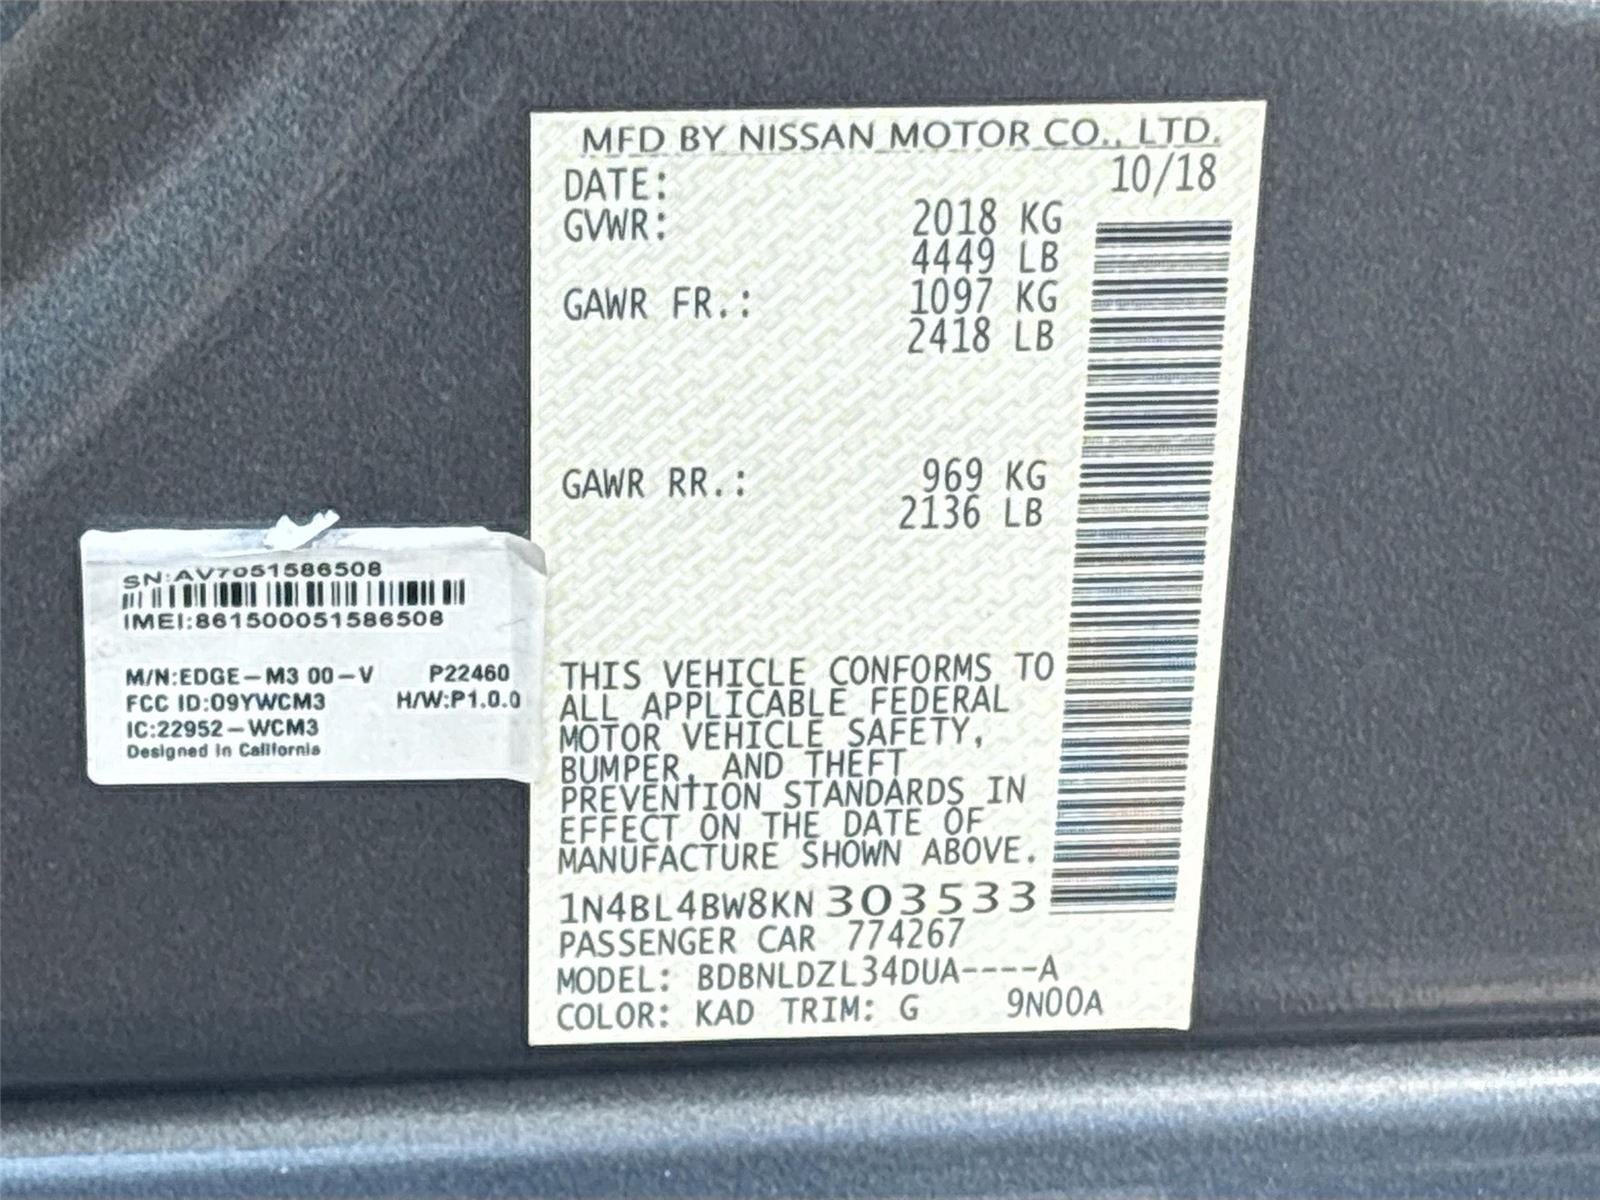 MFD BY NISSAN MOTOR CO., LTD.
DATE: 10/18
GVWR: 2018 KG
4449 LB
GAWR FR.: 1097 KG
2418 LB
GAWR RR.: 969 KG
2136 LB
THIS VEHICLE CONFORMS TO
ALL APPLICABLE FEDERAL
MOTOR VEHICLE SAFETY,
BUMPER, AND THEFT
PREVENTION STANDARDS IN
EFFECT ON THE DATE OF
MANUFACTURE SHOWN ABOVE.
1N4BL4BW8KN303533
PASSENGER CAR 774267
MODEL: BDBNLDZL34DUA----A
COLOR: KAD TRIM: G 9N00A
SN:AV7051586508
IMEI:861500051586508
M/N:EDGE-M3 00-V P22460
FCC ID:O9YWCM3 H/W:P1.0.0
IC:22952-WCM3
Designed in California